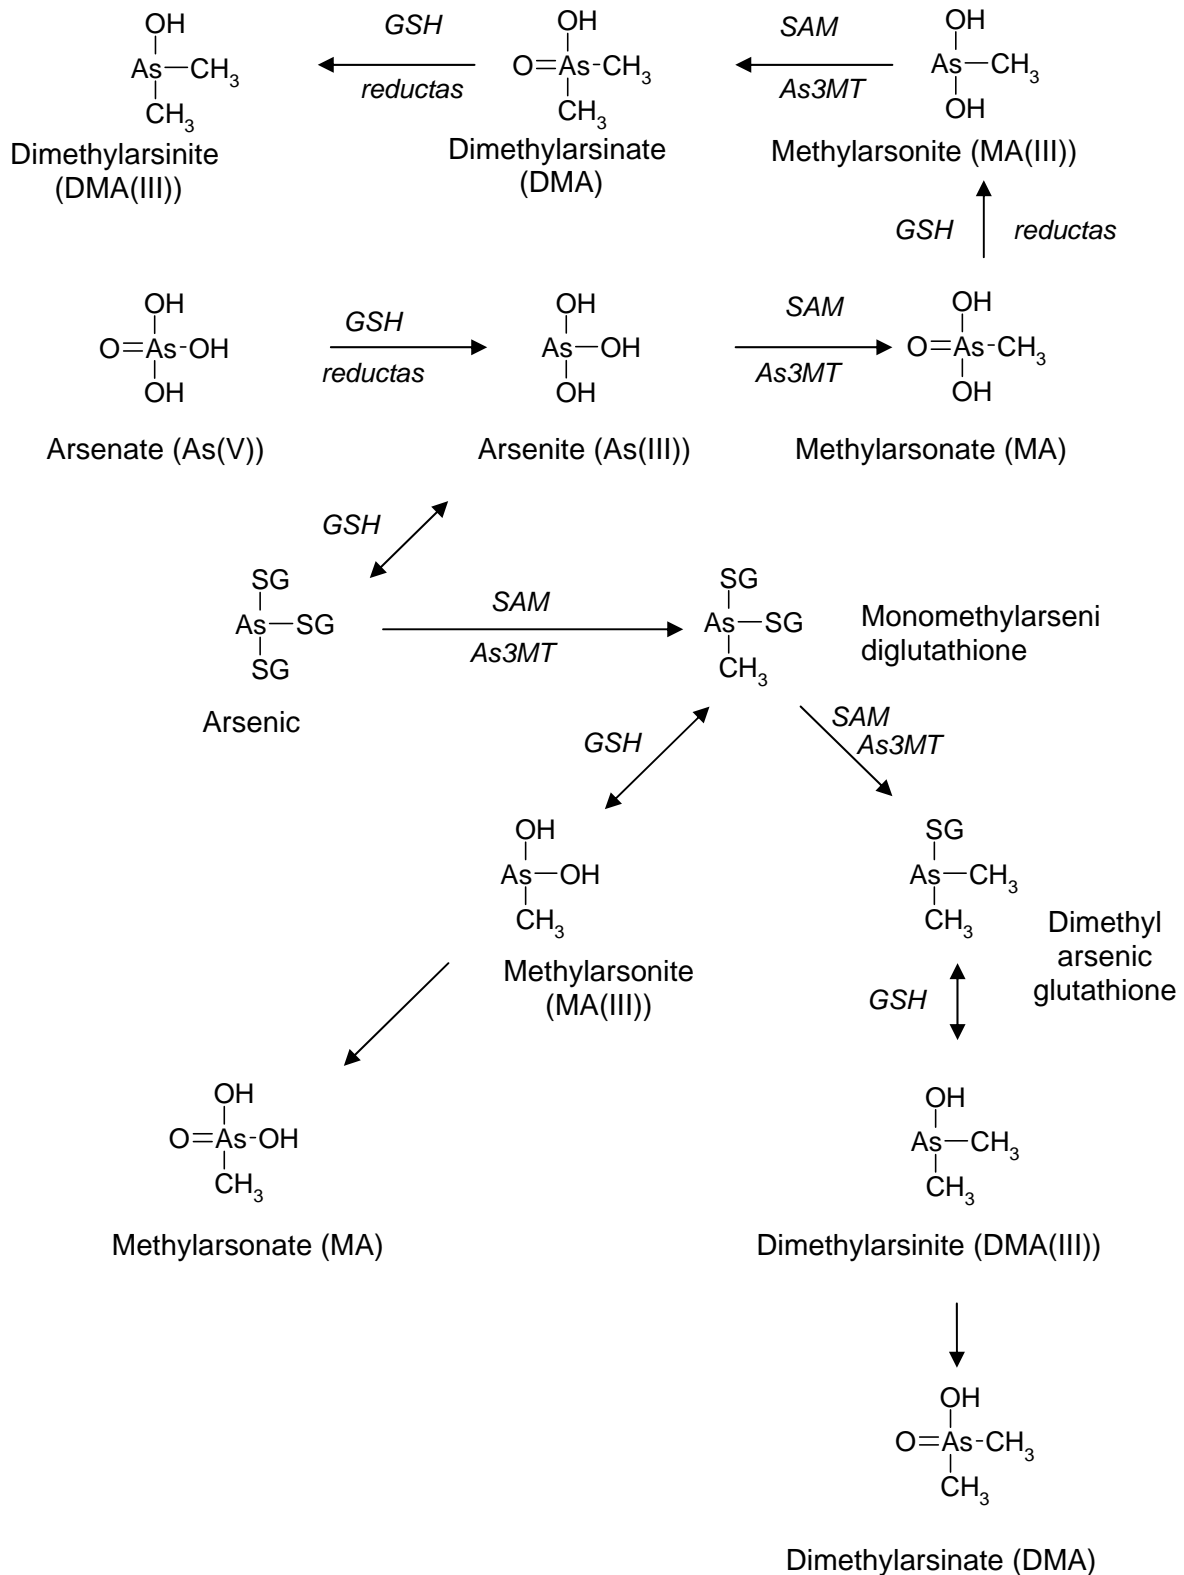 OH
As CH3
CH3
Dimethylarsinite
(DMA(III))
GSH
reductas
OH
O=As-CH3
CH3
Dimethylarsinate
(DMA)
SAM
As3MT
OH
As CH3
OH
Methylarsonite (MA(III))
GSH reductas
OH
O=As-OH
OH
Arsenate (As(V))
GSH
reductas
OH
As OH
OH
Arsenite (As(III))
SAM
As3MT
OH
O=As-CH3
OH
Methylarsonate (MA)
GSH
SG
As SG
SG
Arsenic
SAM
As3MT
SG
As SG
CH3
Monomethylarseni
diglutathione
GSH
SAM
As3MT
OH
As OH
CH3
Methylarsonite
(MA(III))
SG
As CH3
CH3
Dimethyl
arsenic
glutathione
GSH
OH
O=As-OH
CH3
Methylarsonate (MA)
OH
As CH3
CH3
Dimethylarsinite (DMA(III))
OH
O=As-CH3
CH3
Dimethylarsinate (DMA)